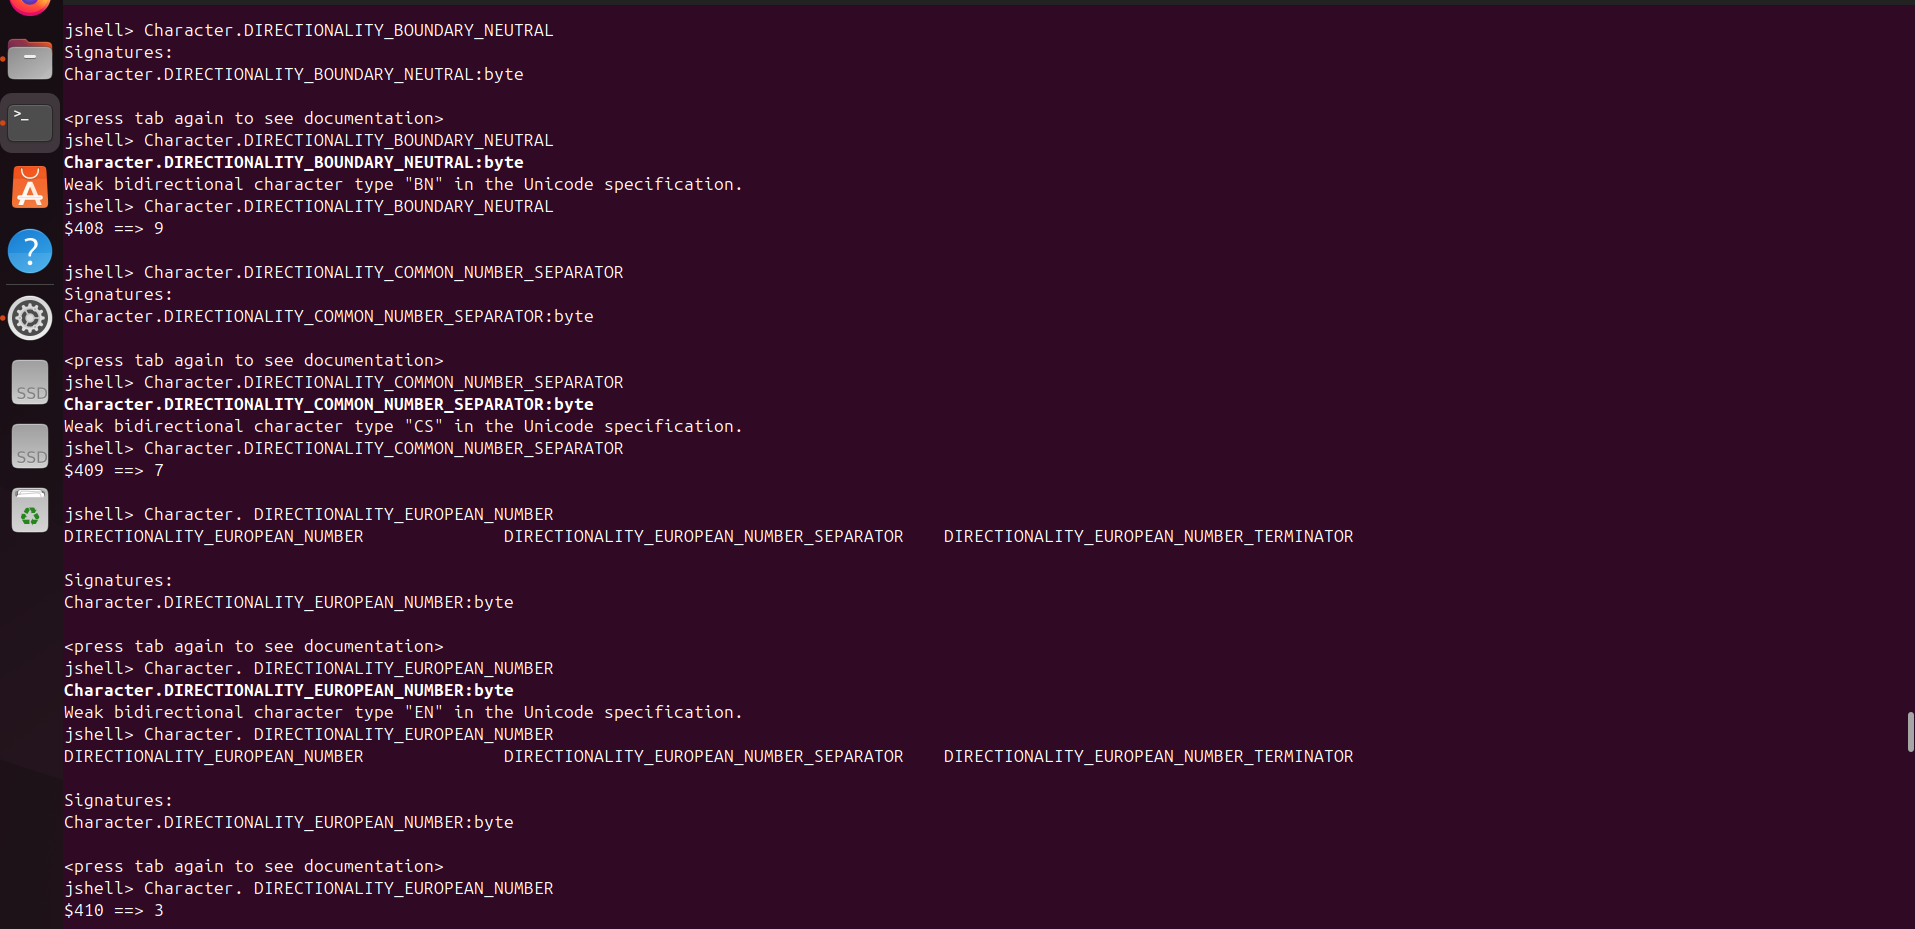 jshell> Character.DIRECTIONALITY_BOUNDARY_NEUTRAL
Signatures:
Character.DIRECTIONALITY_BOUNDARY_NEUTRAL:byte
<press tab again to see documentation>
jshell> Character.DIRECTIONALITY_BOUNDARY_NEUTRAL
Character.DIRECTIONALITY_BOUNDARY_NEUTRAL:byte
Weak bidirectional character type "BN" in the Unicode specification.
jshell> Character.DIRECTIONALITY_BOUNDARY_NEUTRAL
$408 ==> 9
jshell> Character.DIRECTIONALITY_COMMON_NUMBER_SEPARATOR
Signatures:
Character.DIRECTIONALITY_COMMON_NUMBER_SEPARATOR:byte
<press tab again to see documentation>
jshell> Character.DIRECTIONALITY_COMMON_NUMBER_SEPARATOR
Character.DIRECTIONALITY_COMMON_NUMBER_SEPARATOR:byte
Weak bidirectional character type "CS" in the Unicode specification.
jshell> Character.DIRECTIONALITY_COMMON_NUMBER_SEPARATOR
$409 ==> 7
jshell> Character. DIRECTIONALITY_EUROPEAN_NUMBER
DIRECTIONALITY_EUROPEAN_NUMBER              DIRECTIONALITY_EUROPEAN_NUMBER_SEPARATOR    DIRECTIONALITY_EUROPEAN_NUMBER_TERMINATOR
Signatures:
Character.DIRECTIONALITY_EUROPEAN_NUMBER:byte
<press tab again to see documentation>
jshell> Character. DIRECTIONALITY_EUROPEAN_NUMBER
Character.DIRECTIONALITY_EUROPEAN_NUMBER:byte
Weak bidirectional character type "EN" in the Unicode specification.
jshell> Character. DIRECTIONALITY_EUROPEAN_NUMBER
DIRECTIONALITY_EUROPEAN_NUMBER              DIRECTIONALITY_EUROPEAN_NUMBER_SEPARATOR    DIRECTIONALITY_EUROPEAN_NUMBER_TERMINATOR
Signatures:
Character.DIRECTIONALITY_EUROPEAN_NUMBER:byte
<press tab again to see documentation>
jshell> Character. DIRECTIONALITY_EUROPEAN_NUMBER
$410 ==> 3
>_
A
?
SSD
SSD